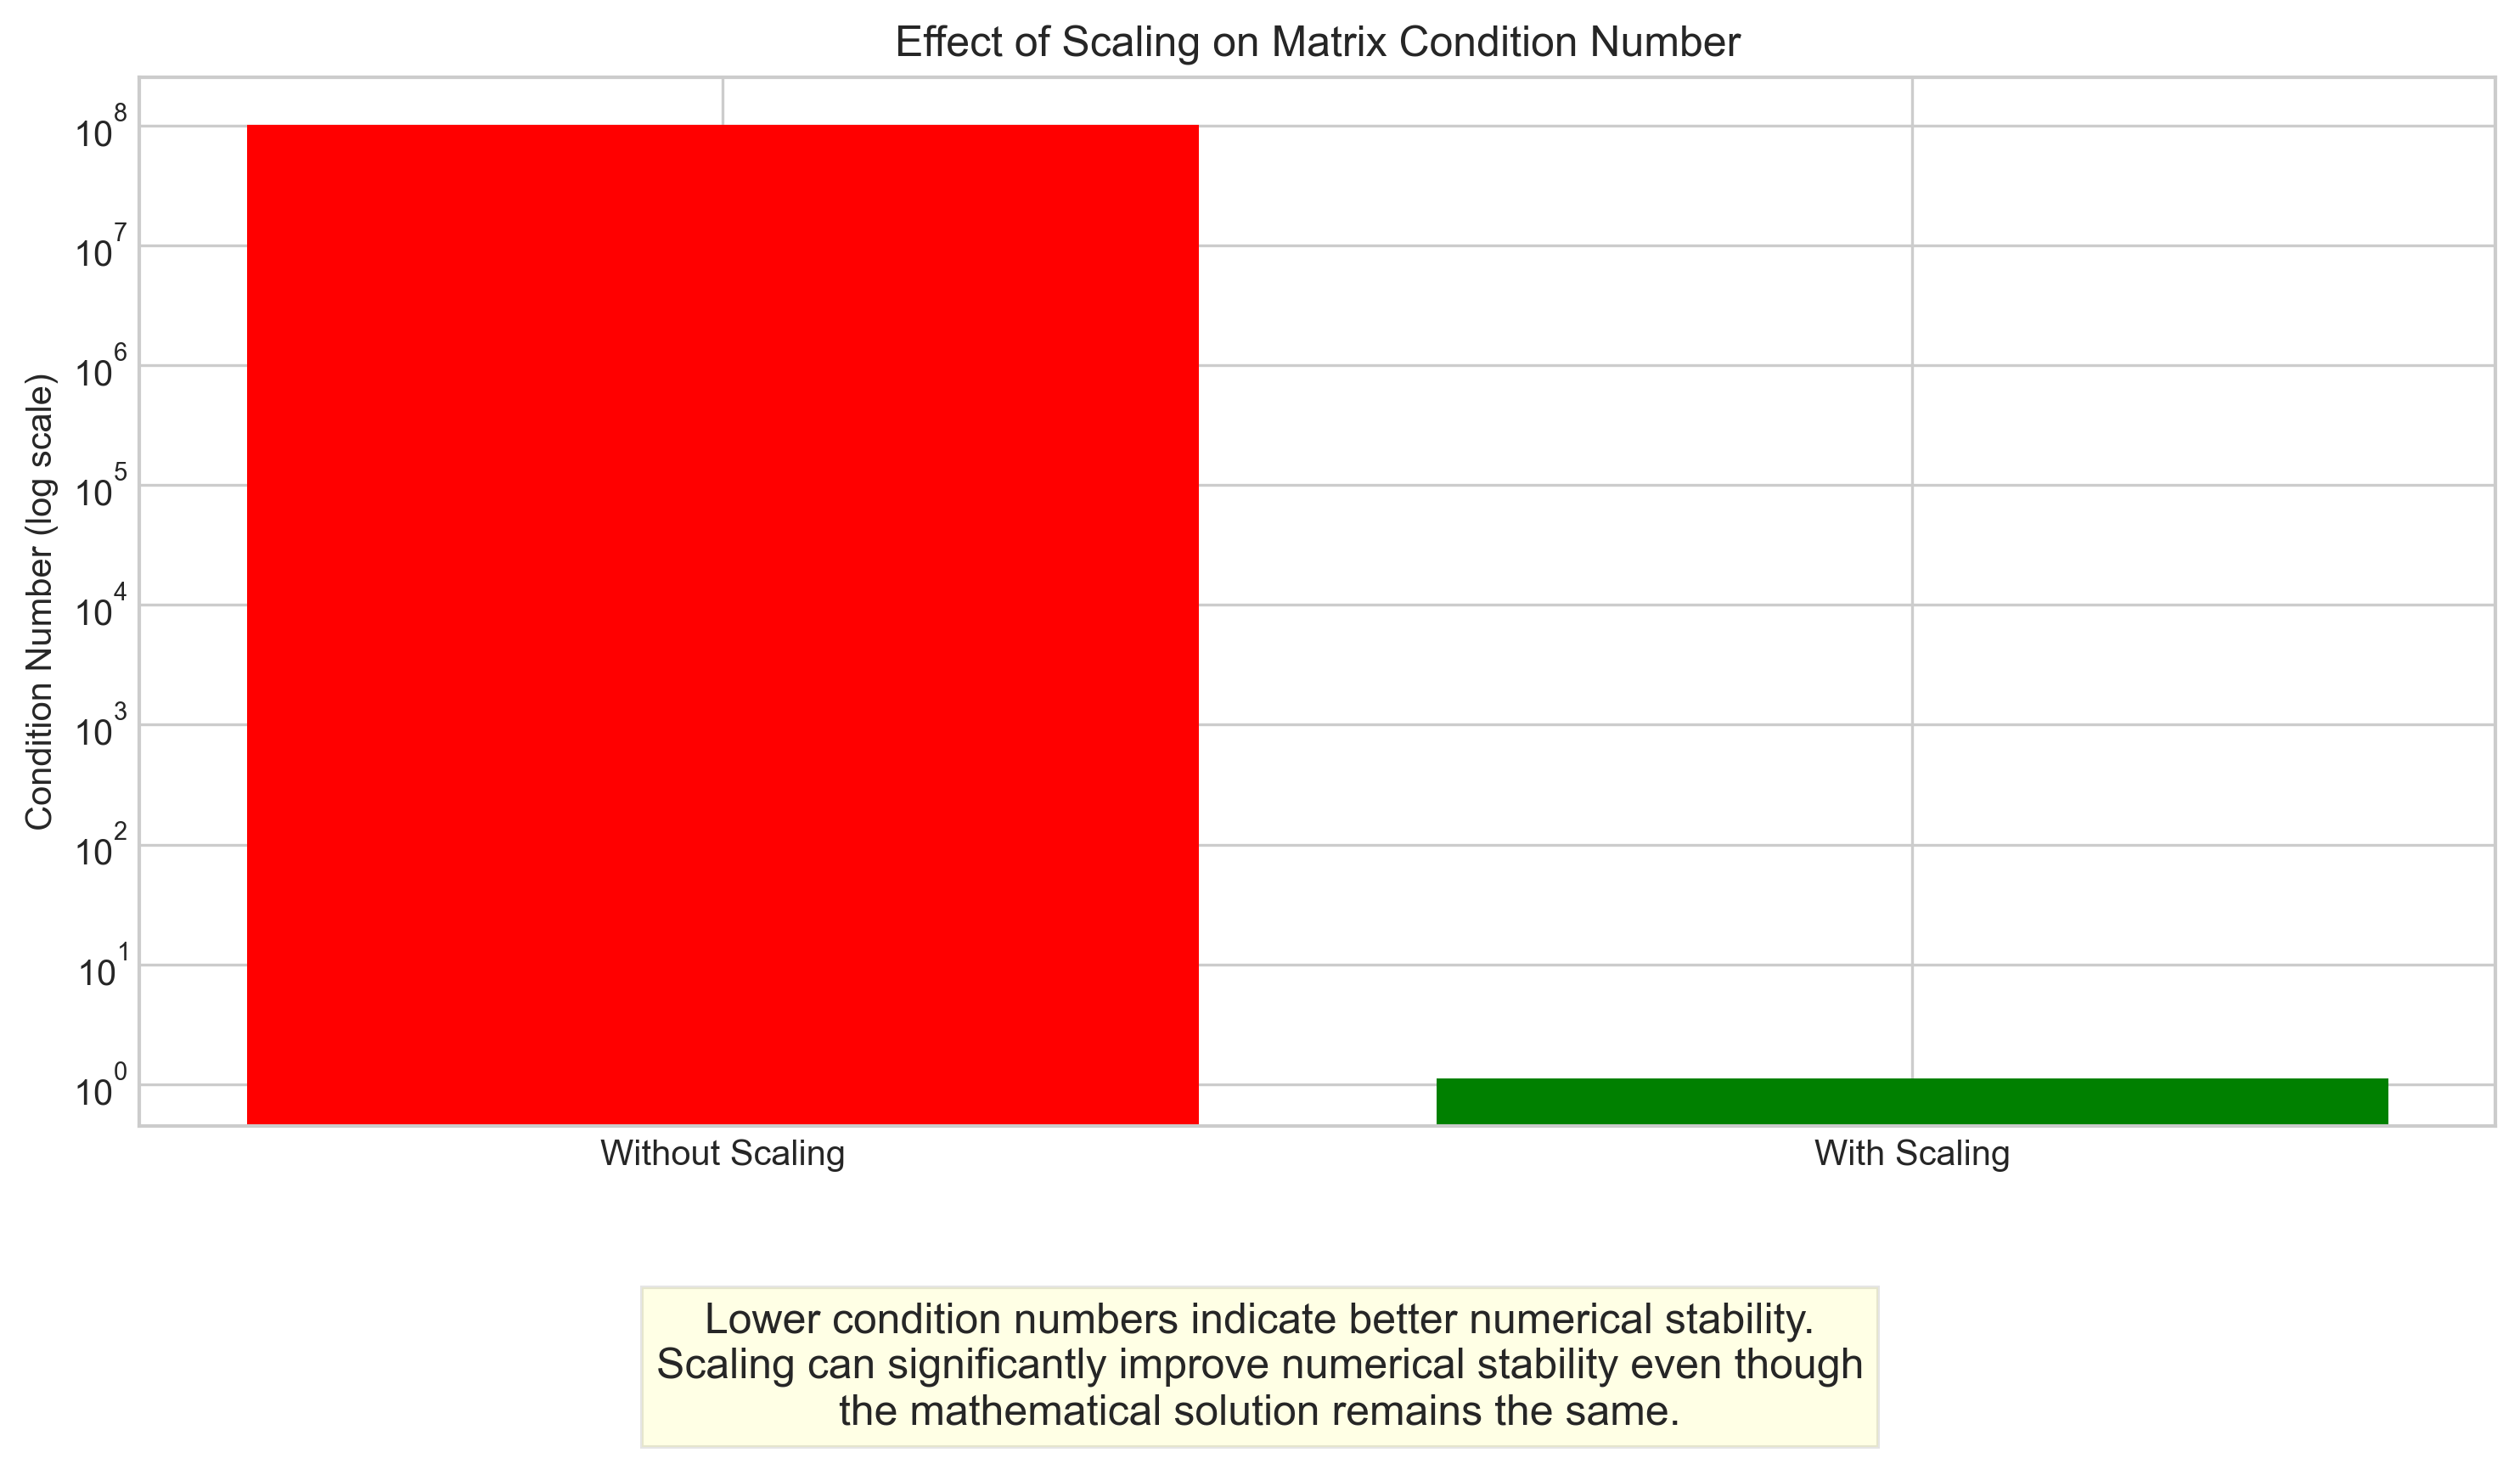 Effect of Scaling on Matrix Condition Number
Condition Number (log scale)
10^8
10^7
10^6
10^5
10^4
10^3
10^2
10^1
10^0
Without Scaling
With Scaling
Lower condition numbers indicate better numerical stability.
Scaling can significantly improve numerical stability even though
the mathematical solution remains the same.